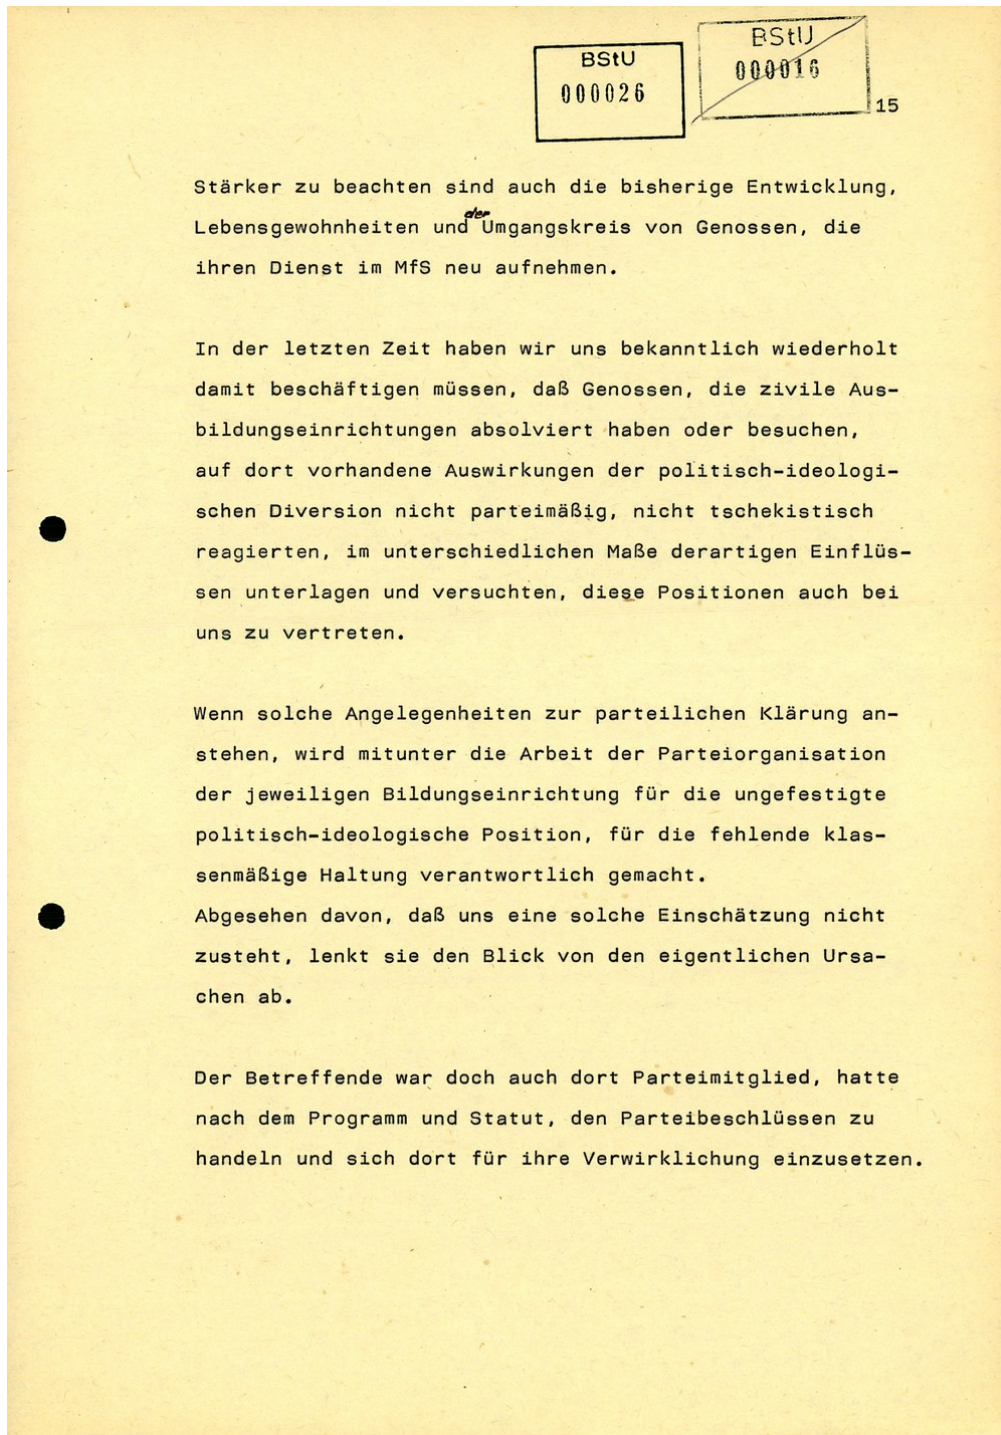 BStU
000026
BStU
000016
15
Stärker zu beachten sind auch die bisherige Entwicklung,
Lebensgewohnheiten und der Umgangskreis von Genossen, die
ihren Dienst im MfS neu aufnehmen.
In der letzten Zeit haben wir uns bekanntlich wiederholt
damit beschäftigen müssen, daß Genossen, die zivile Aus-
bildungseinrichtungen absolviert haben oder besuchen,
auf dort vorhandene Auswirkungen der politisch-ideologi-
schen Diversion nicht parteimäßig, nicht tschekistisch
reagierten, im unterschiedlichen Maße derartigen Einflüs-
sen unterlagen und versuchten, diese Positionen auch bei
uns zu vertreten.
Wenn solche Angelegenheiten zur parteilichen Klärung an-
stehen, wird mitunter die Arbeit der Parteiorganisation
der jeweiligen Bildungseinrichtung für die ungefestigte
politisch-ideologische Position, für die fehlende klas-
senmäßige Haltung verantwortlich gemacht.
Abgesehen davon, daß uns eine solche Einschätzung nicht
zusteht, lenkt sie den Blick von den eigentlichen Ursa-
chen ab.
Der Betreffende war doch auch dort Parteimitglied, hatte
nach dem Programm und Statut, den Parteibeschlüssen zu
handeln und sich dort für ihre Verwirklichung einzusetzen.